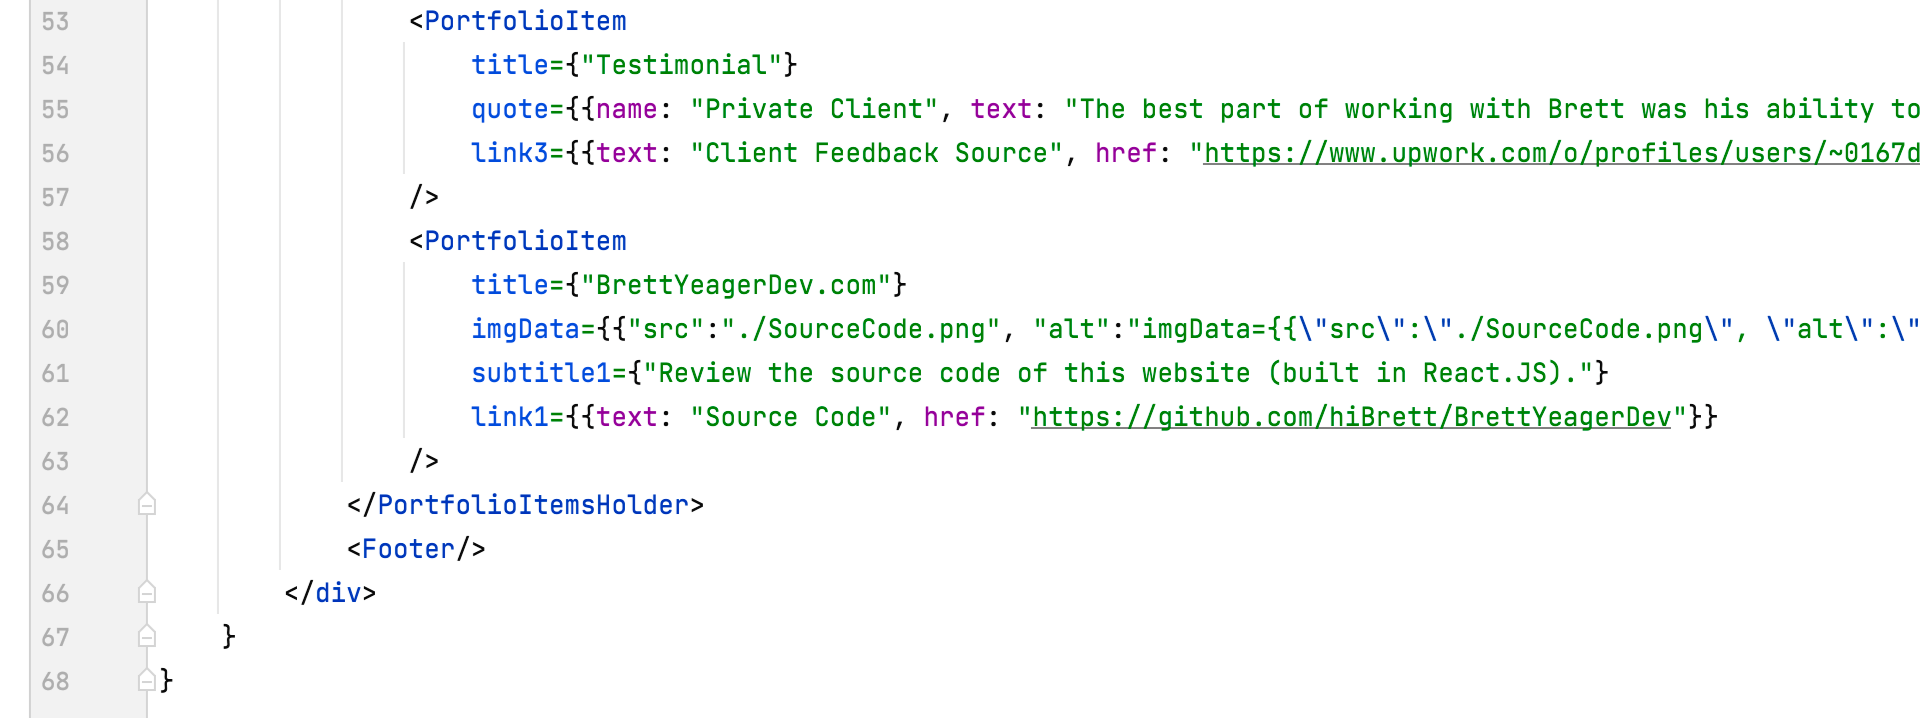 53 <PortfolioItem
54 title={"Testimonial"}
55 quote={{name: "Private Client", text: "The best part of working with Brett was his ability to
56 link3={{text: "Client Feedback Source", href: "https://www.upwork.com/o/profiles/users/~0167d
57 />
58 <PortfolioItem
59 title={"BrettYeagerDev.com"}
60 imgData={{"src":"./SourceCode.png", "alt":"imgData={{\"src\":\"./SourceCode.png\", \"alt\":\"
61 subtitle1={"Review the source code of this website (built in React.JS)."}
62 link1={{text: "Source Code", href: "https://github.com/hiBrett/BrettYeagerDev"}}
63 />
64 </PortfolioItemsHolder>
65 <Footer/>
66 </div>
67 }
68 }